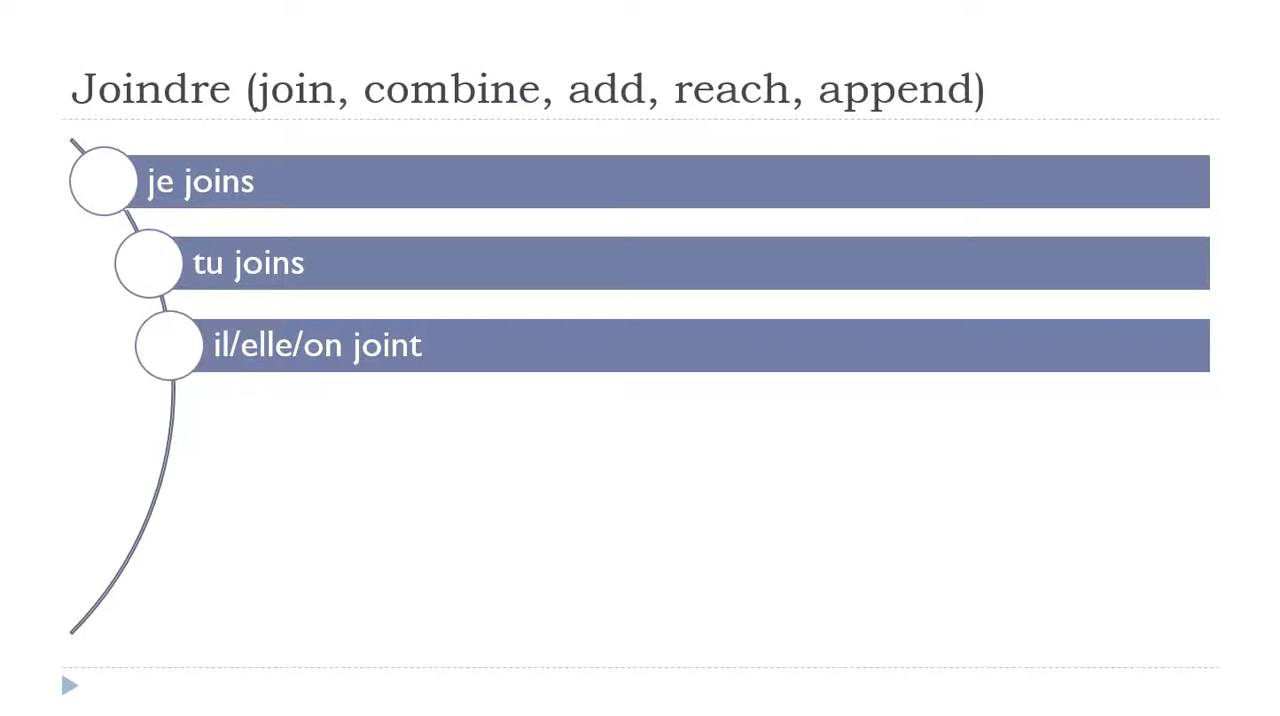 Joindre (join, combine, add, reach, append)
je joins
tu joins
il/elle/on joint